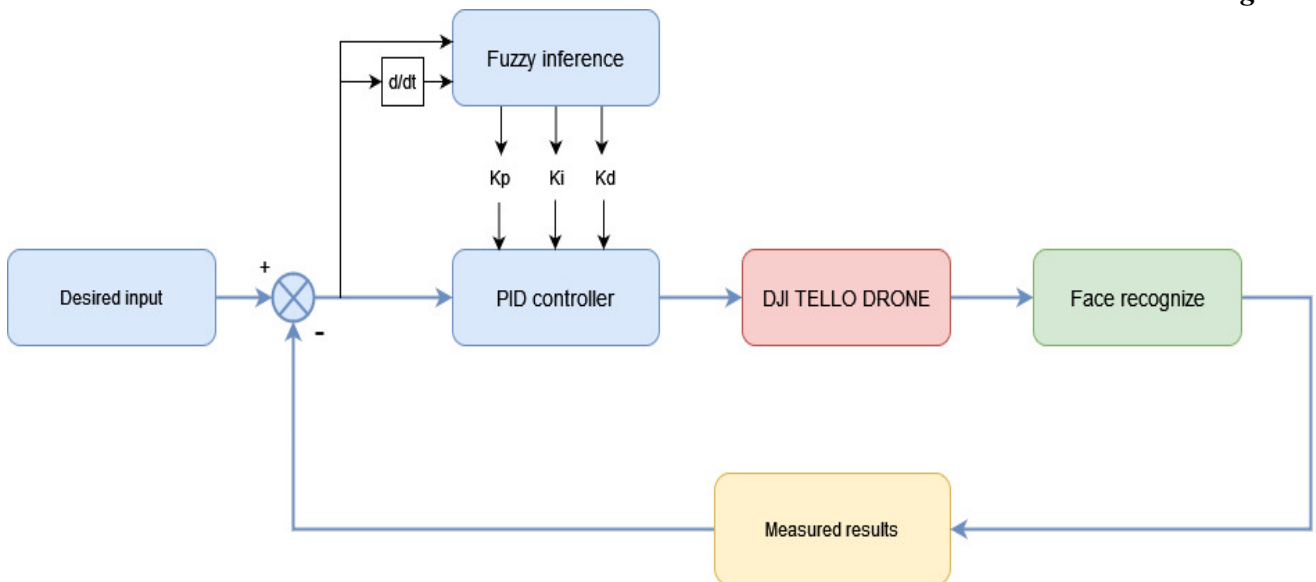 g
Fuzzy inference
d/dt
Kp Ki Kd
+
Desired input
PID controller
DJI TELLO DRONE
Face recognize
-
Measured results